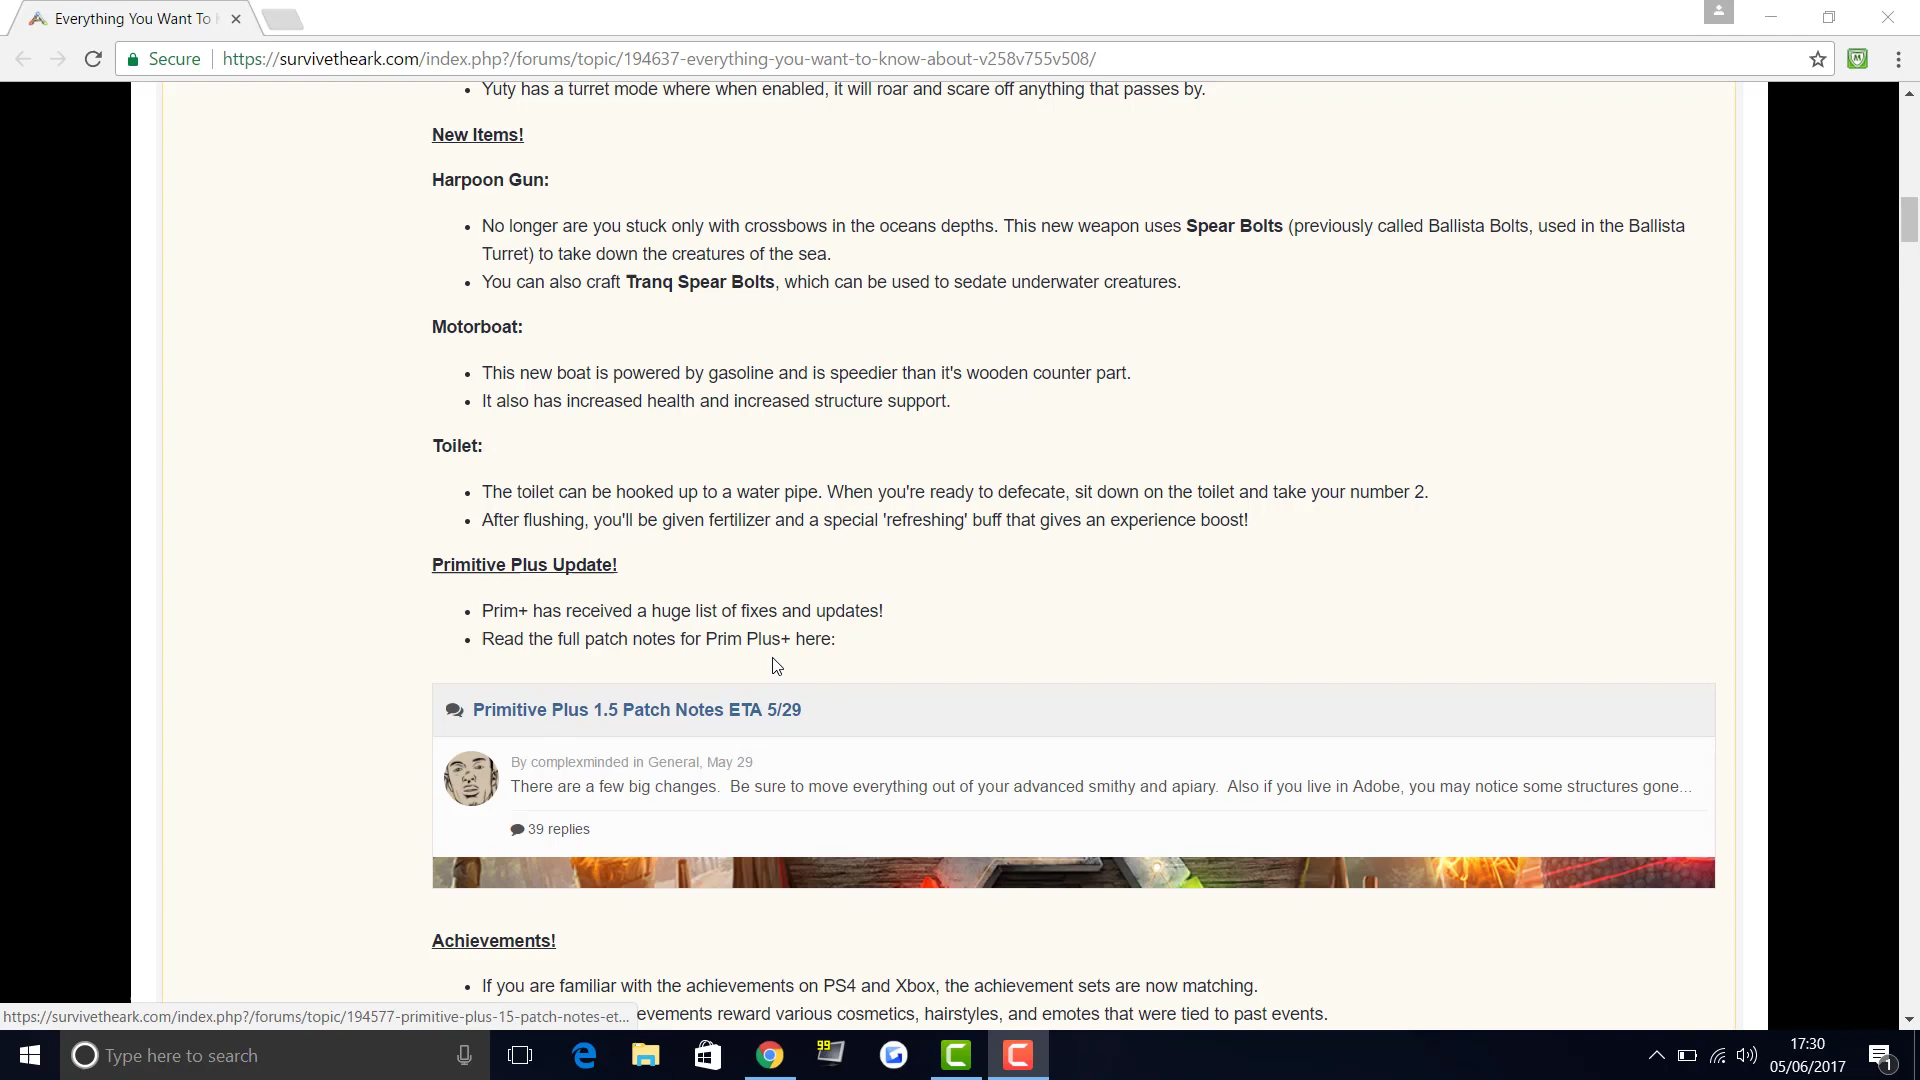 Everything You Want To
Secure
https://survivetheark.com/index.php?/forums/topic/194637-everything-you-want-to-know-about-v258v755v508/
Yuty has a turret mode where when enabled, it will roar and scare off anything that passes by.
New Items!
Harpoon Gun:
No longer are you stuck only with crossbows in the oceans depths. This new weapon uses Spear Bolts (previously called Ballista Bolts, used in the Ballista
Turret) to take down the creatures of the sea.
You can also craft Tranq Spear Bolts, which can be used to sedate underwater creatures.
Motorboat:
This new boat is powered by gasoline and is speedier than it's wooden counter part.
It also has increased health and increased structure support.
Toilet:
The toilet can be hooked up to a water pipe. When you're ready to defecate, sit down on the toilet and take your number 2.
After flushing, you'll be given fertilizer and a special 'refreshing' buff that gives an experience boost!
Primitive Plus Update!
Prim+ has received a huge list of fixes and updates!
Read the full patch notes for Prim Plus+ here:
Primitive Plus 1.5 Patch Notes ETA 5/29
By complexminded in General, May 29
There are a few big changes. Be sure to move everything out of your advanced smithy and apiary. Also if you live in Adobe, you may notice some structures gone...
39 replies
Achievements!
If you are familiar with the achievements on PS4 and Xbox, the achievement sets are now matching.
evements reward various cosmetics, hairstyles, and emotes that were tied to past events.
https://survivetheark.com/index.php?/forums/topic/194577-primitive-plus-15-patch-notes-et...
Type here to search
99
17:30
05/06/2017
1